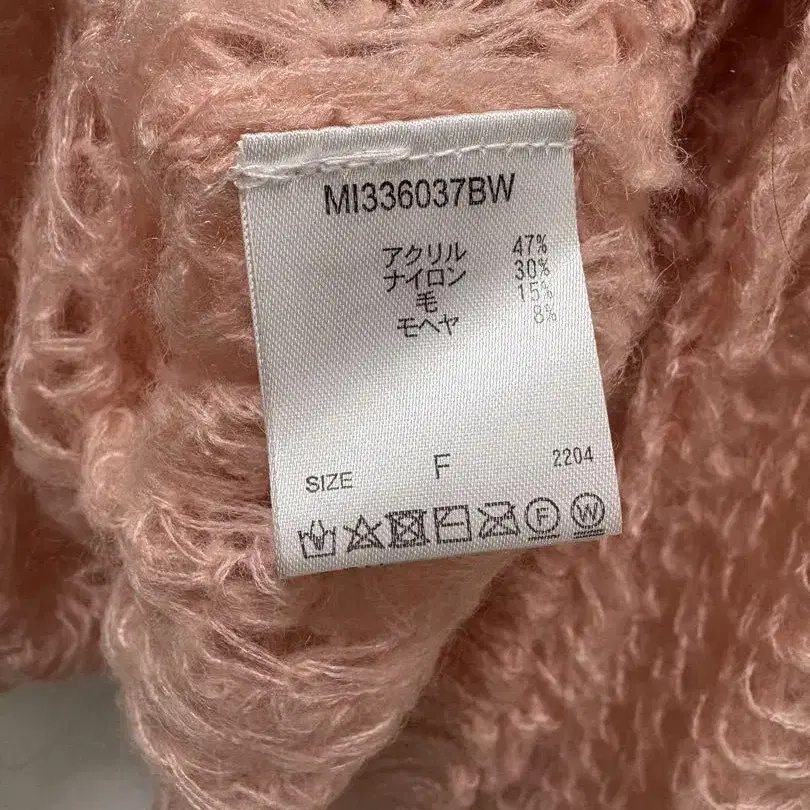 MI336037BW
アクリル 47%
ナイロン 30%
毛 15%
モヘヤ 8%
SIZE F 2204
F W